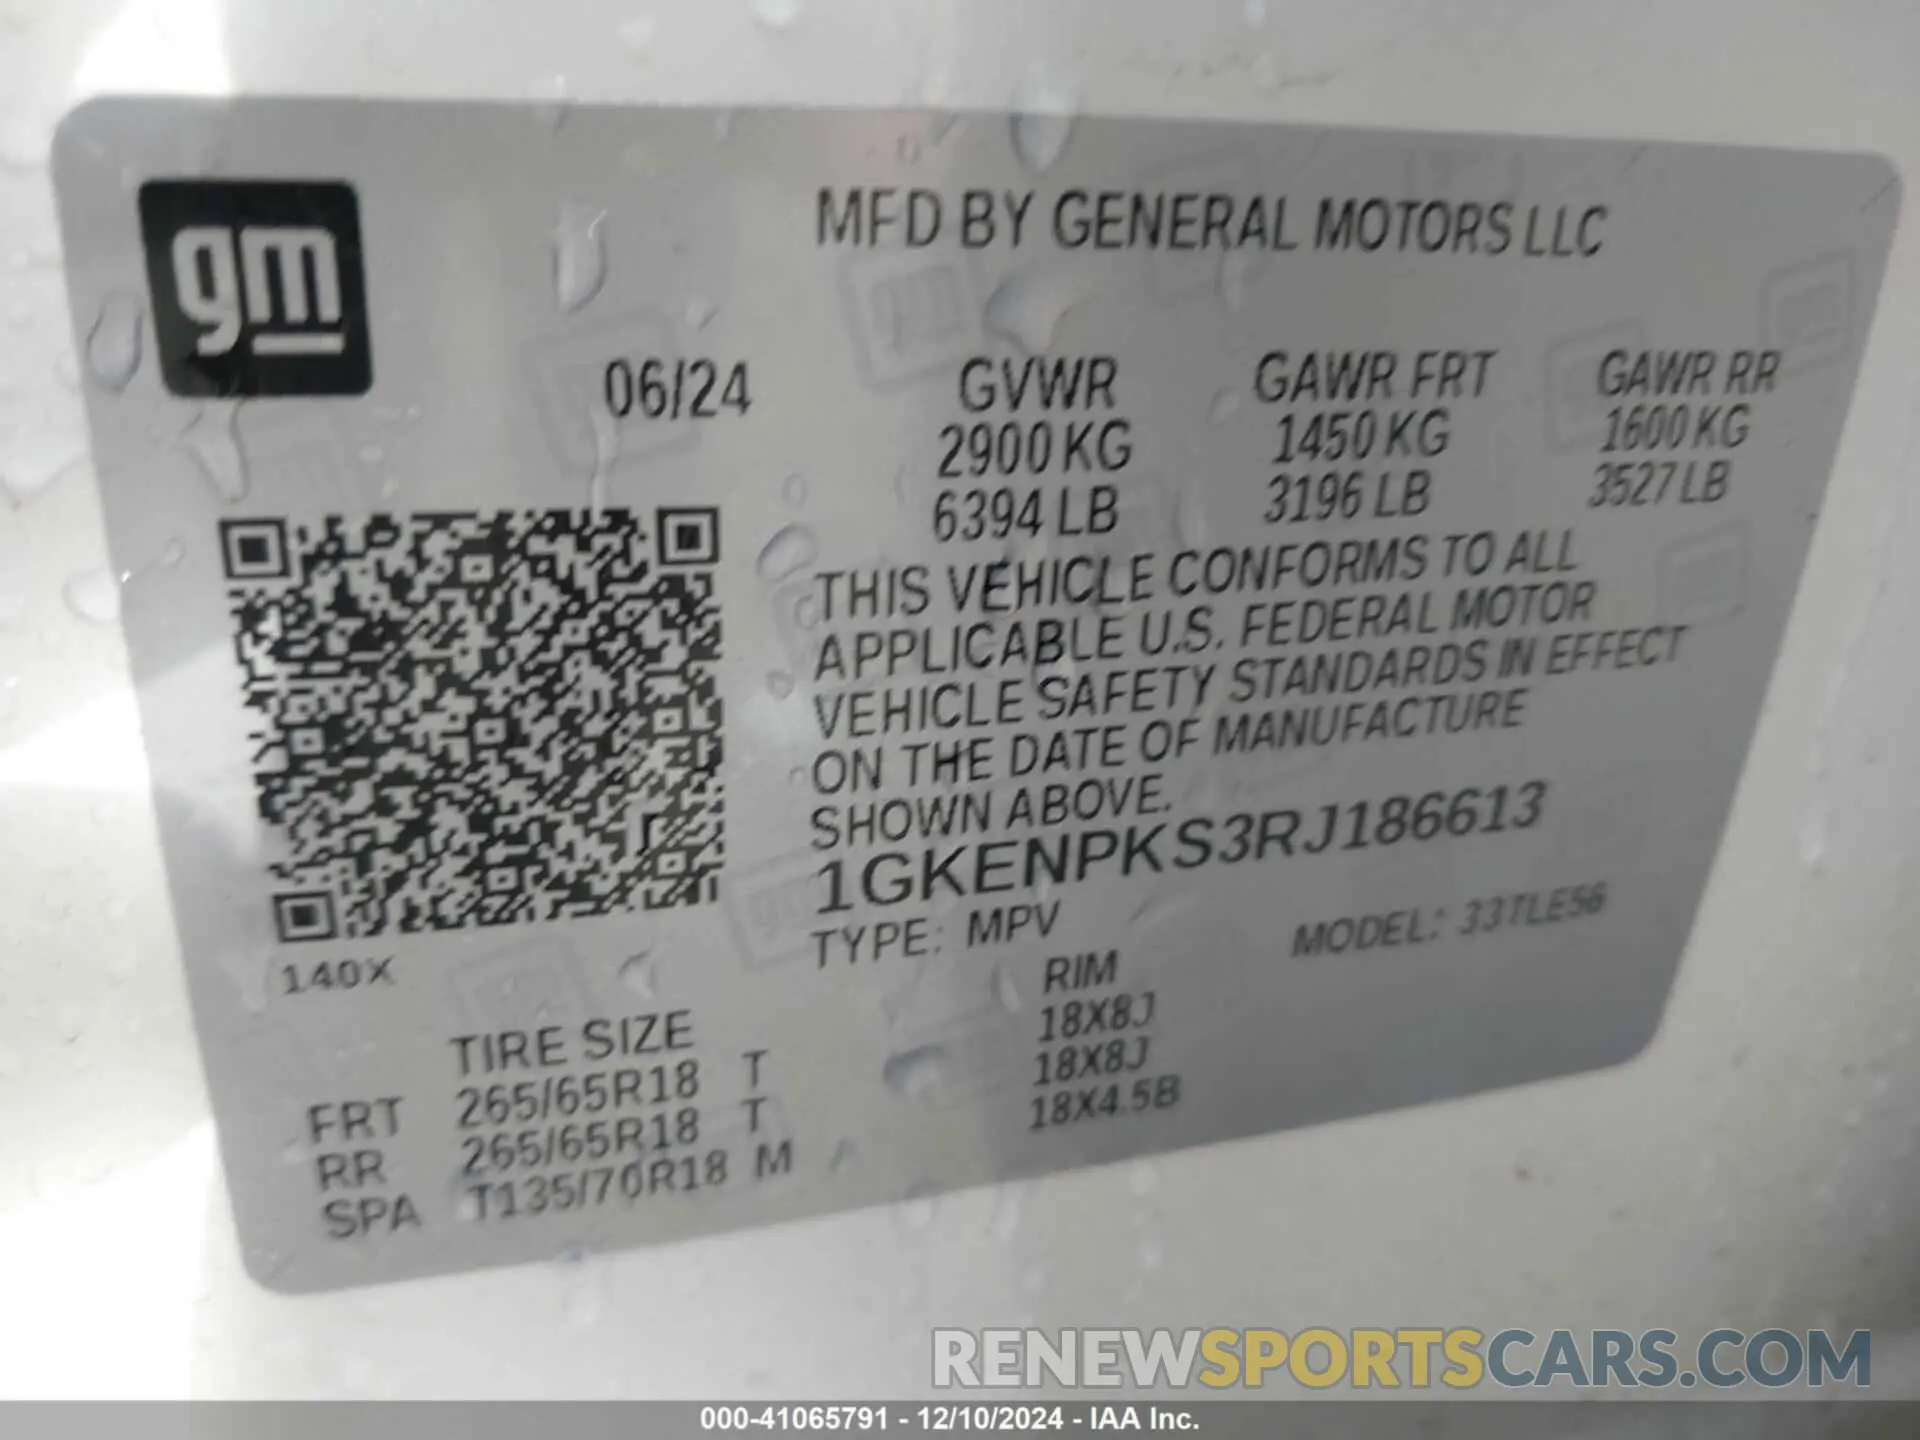 gm
MFD BY GENERAL MOTORS LLC
06/24
GVWR GAWR FRT GAWR RR
2900 KG 1450 KG 1600 KG
6394 LB 3196 LB 3527 LB
THIS VEHICLE CONFORMS TO ALL
APPLICABLE U.S. FEDERAL MOTOR
VEHICLE SAFETY STANDARDS IN EFFECT
ON THE DATE OF MANUFACTURE
SHOWN ABOVE.
1GKENPKS3RJ186613
TYPE: MPV MODEL: 33TLE56
140X
TIRE SIZE RIM
FRT 265/65R18 T 18X8J
RR 265/65R18 T 18X8J
SPA T135/70R18 M 18X4.5B
RENEWSPORTSCARS.COM
000-41065791 - 12/10/2024 - IAA Inc.